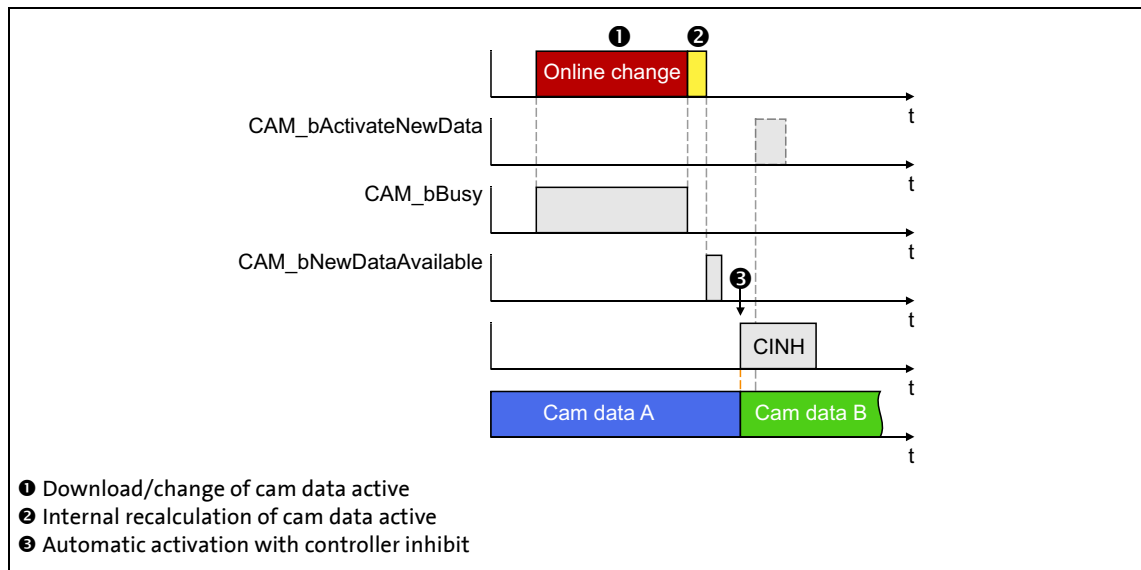 ❶ ❷
Online change
t
CAM_bActivateNewData
t
CAM_bBusy
t
CAM_bNewDataAvailable
❸
t
CINH
t
Cam data A Cam data B
t
❶ Download/change of cam data active
❷ Internal recalculation of cam data active
❸ Automatic activation with controller inhibit